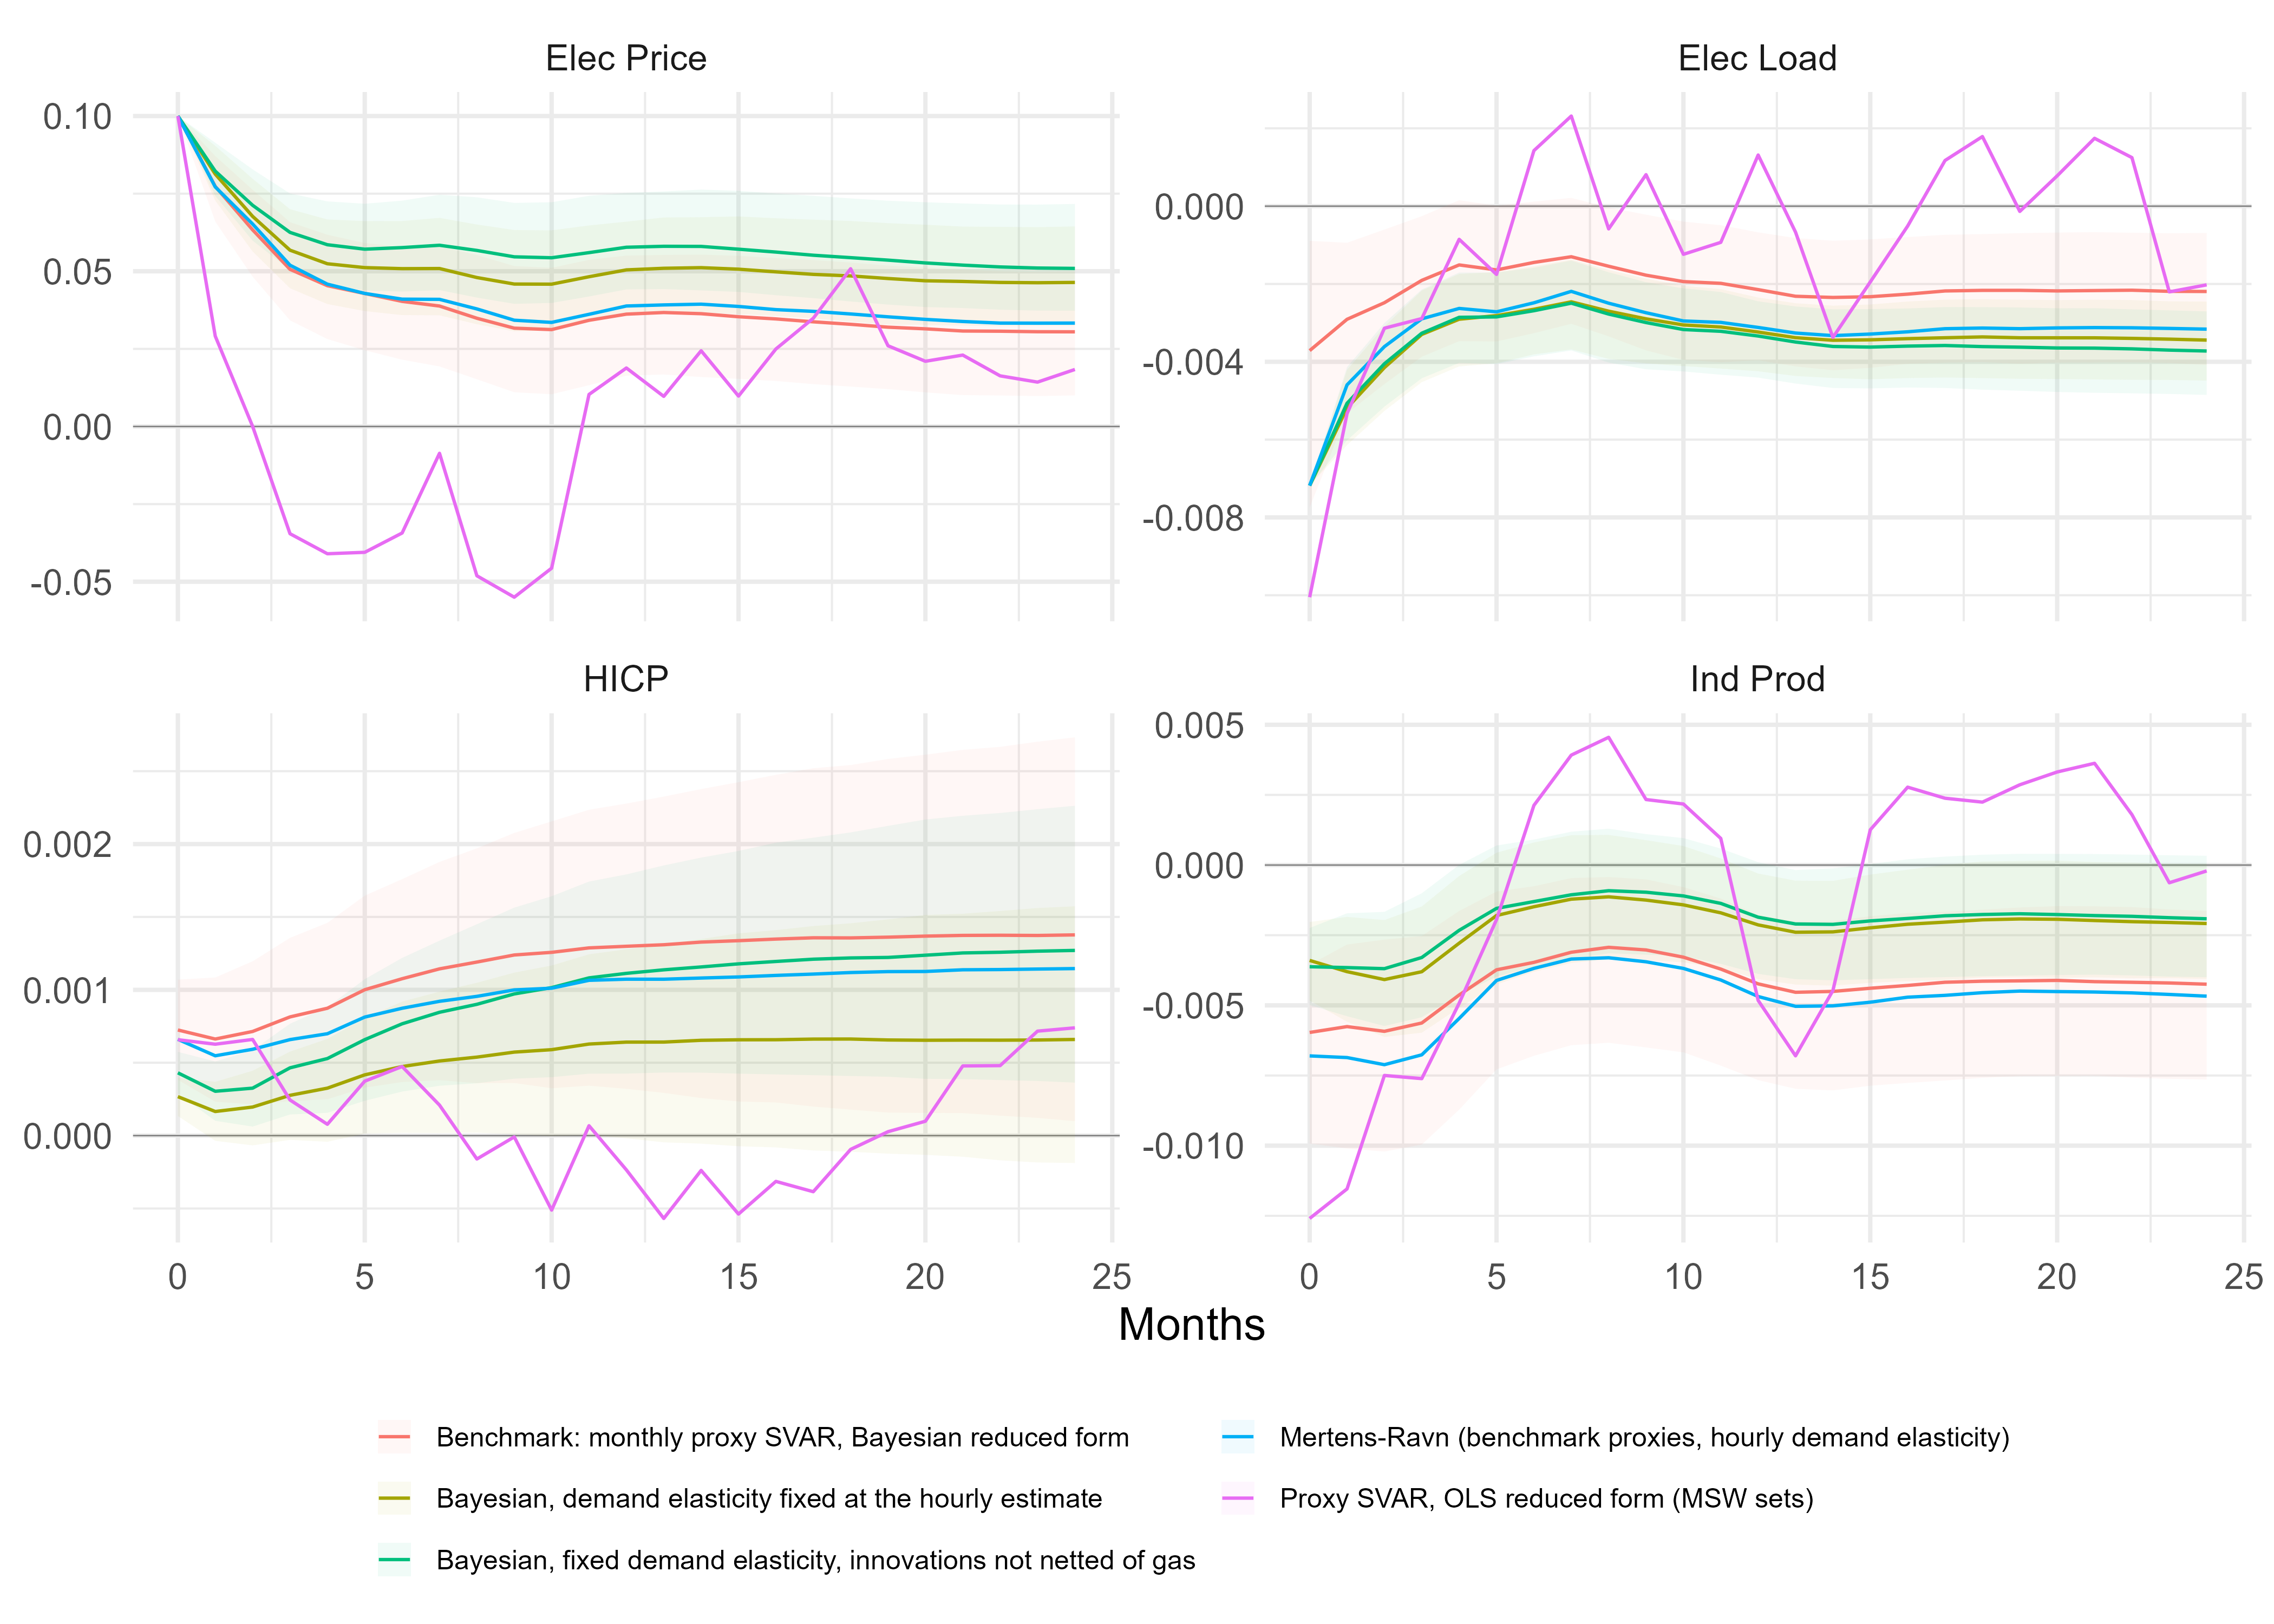 Elec Price
Elec Load
0.10
0.05
0.00
-0.05
0.000
-0.004
-0.008
HICP
Ind Prod
0.002
0.001
0.000
0.005
0.000
-0.005
-0.010
0 5 10 15 20 25
0 5 10 15 20 25
Months
Benchmark: monthly proxy SVAR, Bayesian reduced form
Bayesian, demand elasticity fixed at the hourly estimate
Bayesian, fixed demand elasticity, innovations not netted of gas
Mertens-Ravn (benchmark proxies, hourly demand elasticity)
Proxy SVAR, OLS reduced form (MSW sets)